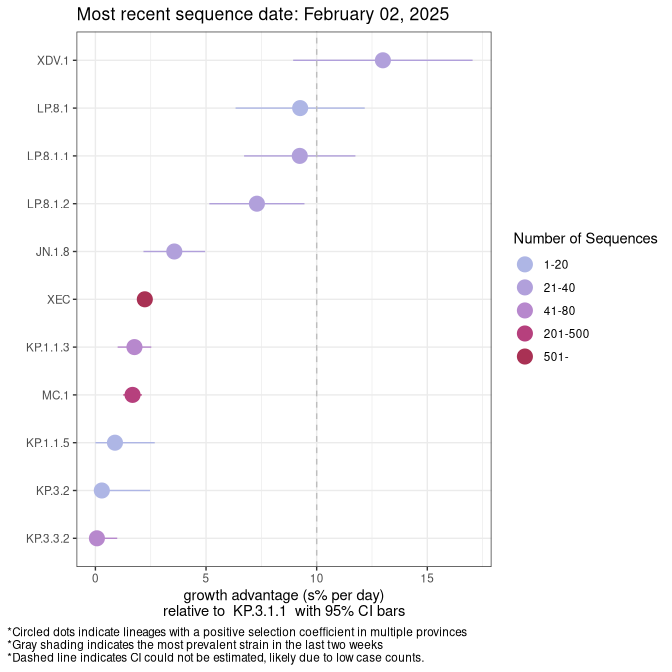 Most recent sequence date: February 02, 2025
XDV.1
LP.8.1
LP.8.1.1
LP.8.1.2
JN.1.8
XEC
KP.1.1.3
MC.1
KP.1.1.5
KP.3.2
KP.3.3.2
0 5 10 15
growth advantage (s% per day)
relative to KP.3.1.1 with 95% CI bars
Number of Sequences
1-20
21-40
41-80
201-500
501-
*Circled dots indicate lineages with a positive selection coefficient in multiple provinces
*Gray shading indicates the most prevalent strain in the last two weeks
*Dashed line indicates CI could not be estimated, likely due to low case counts.